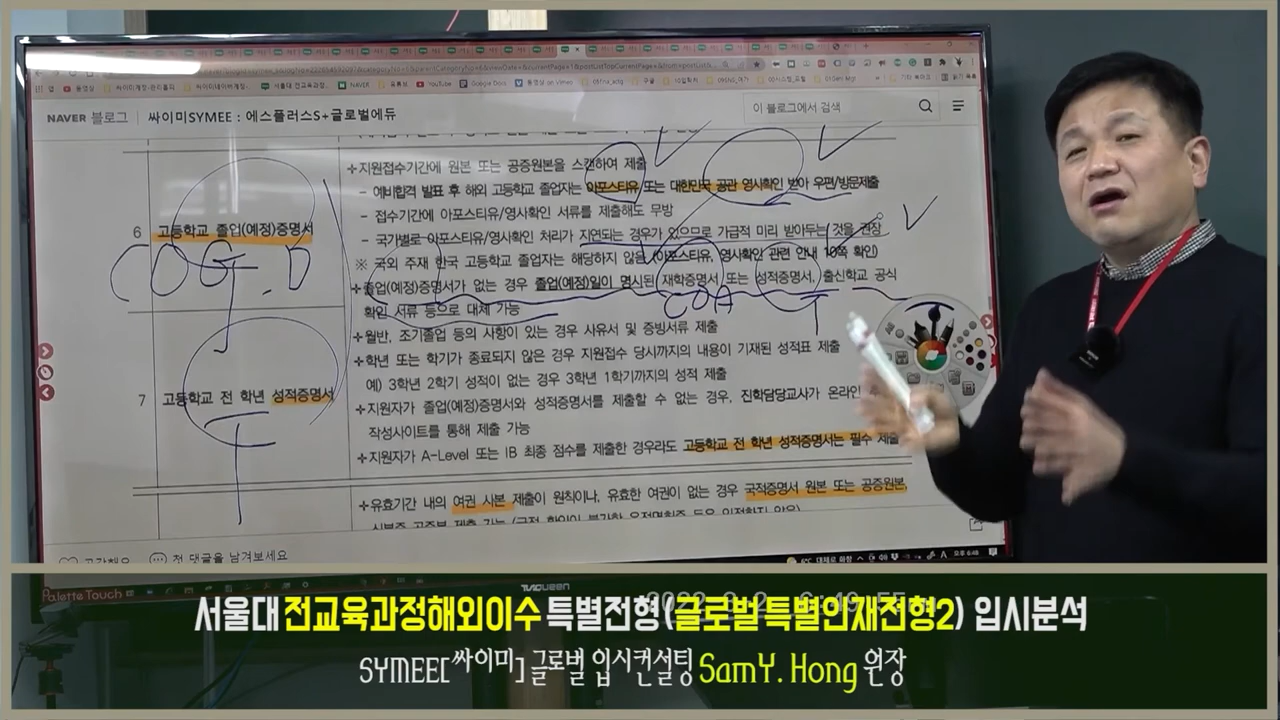 NAVER 블로그 | 싸이미SYMEE : 에스플러스S+글로벌에듀
이 블로그에서 검색
6 고등학교 졸업(예정)증명서
COG.D
J
✧지원접수기간에 원본 또는 공증원본을 스캔하여 제출
- 예비합격 발표 후 해외 고등학교 졸업자는 아포스티유 또는 대한민국 공관 영사확인 받아 우편/방문제출
- 접수기간에 아포스티유/영사확인 서류를 제출해도 무방
- 국가별로 아포스티유/영사확인 처리가 지연되는 경우가 있으므로 가급적 미리 받아두는 것을 권장
※ 국외 주재 한국 고등학교 졸업자는 해당하지 않음 (아포스티유, 영사확인 관련 안내 10쪽 확인)
✧졸업(예정)증명서가 없는 경우 졸업(예정)일이 명시된 재학증명서 또는 성적증명서, 출신학교 공식
확인 서류 등으로 대체 가능
COA
T
✧월반, 조기졸업 등의 사항이 있는 경우 사유서 및 증빙서류 제출
7 고등학교 전 학년 성적증명서
T
✧학년 또는 학기가 종료되지 않은 경우 지원접수 당시까지의 내용이 기재된 성적표 제출
예) 3학년 2학기 성적이 없는 경우 3학년 1학기까지의 성적 제출
✧지원자가 졸업(예정)증명서와 성적증명서를 제출할 수 없는 경우, 진학담당교사가 온라인
작성사이트를 통해 제출 가능
✧지원자가 A-Level 또는 IB 최종 점수를 제출한 경우라도 고등학교 전 학년 성적증명서는 필수 제출
✧유효기간 내의 여권 사본 제출이 원칙이나, 유효한 여권이 없는 경우 국적증명서 원본 또는 공증원본,
공감해요 첫 댓글을 남겨보세요
6°C 대체로 흐림 오후 6:48
Palette Touch
서울대 전교육과정해외이수 특별전형 (글로벌특별인재전형2) 입시분석
SYMEE[싸이미] 글로벌 입시컨설팅 Sam Y. Hong 원장